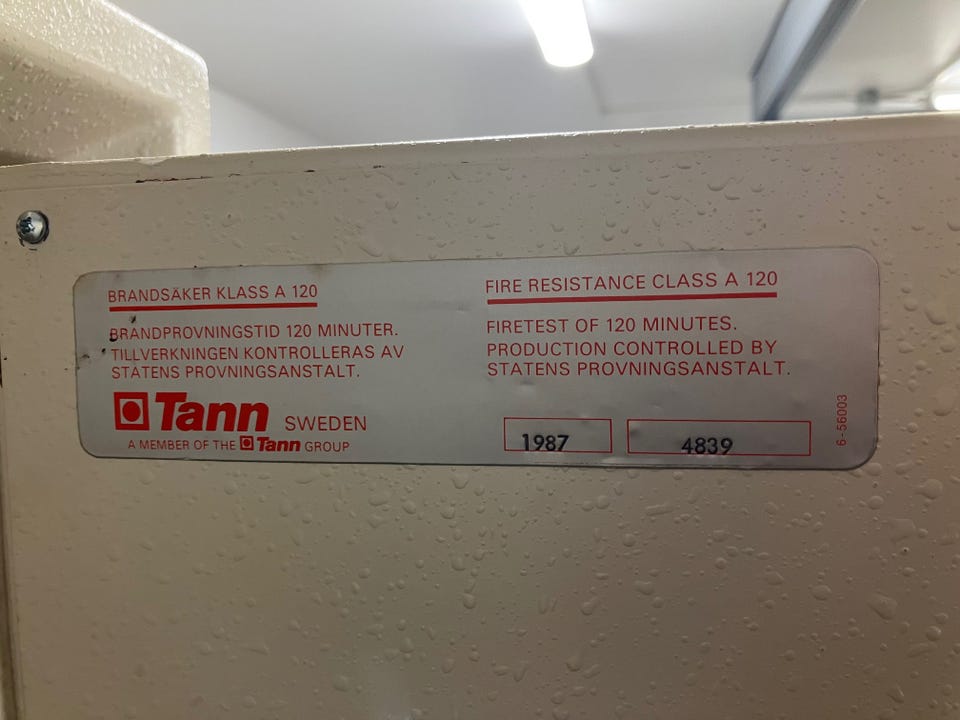 BRANDSÄKER KLASS A 120
BRANDPROVNINGSTID 120 MINUTER.
TILLVERKNINGEN KONTROLLERAS AV
STATENS PROVNINGSANSTALT.
Tann SWEDEN
A MEMBER OF THE Tann GROUP
FIRE RESISTANCE CLASS A 120
FIRETEST OF 120 MINUTES.
PRODUCTION CONTROLLED BY
STATENS PROVNINGSANSTALT.
1987 4839
6-56003